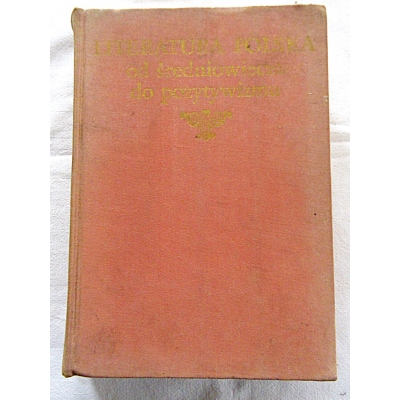 LITERATURA POLSKA
od średniowiecza
do pozytywizmu